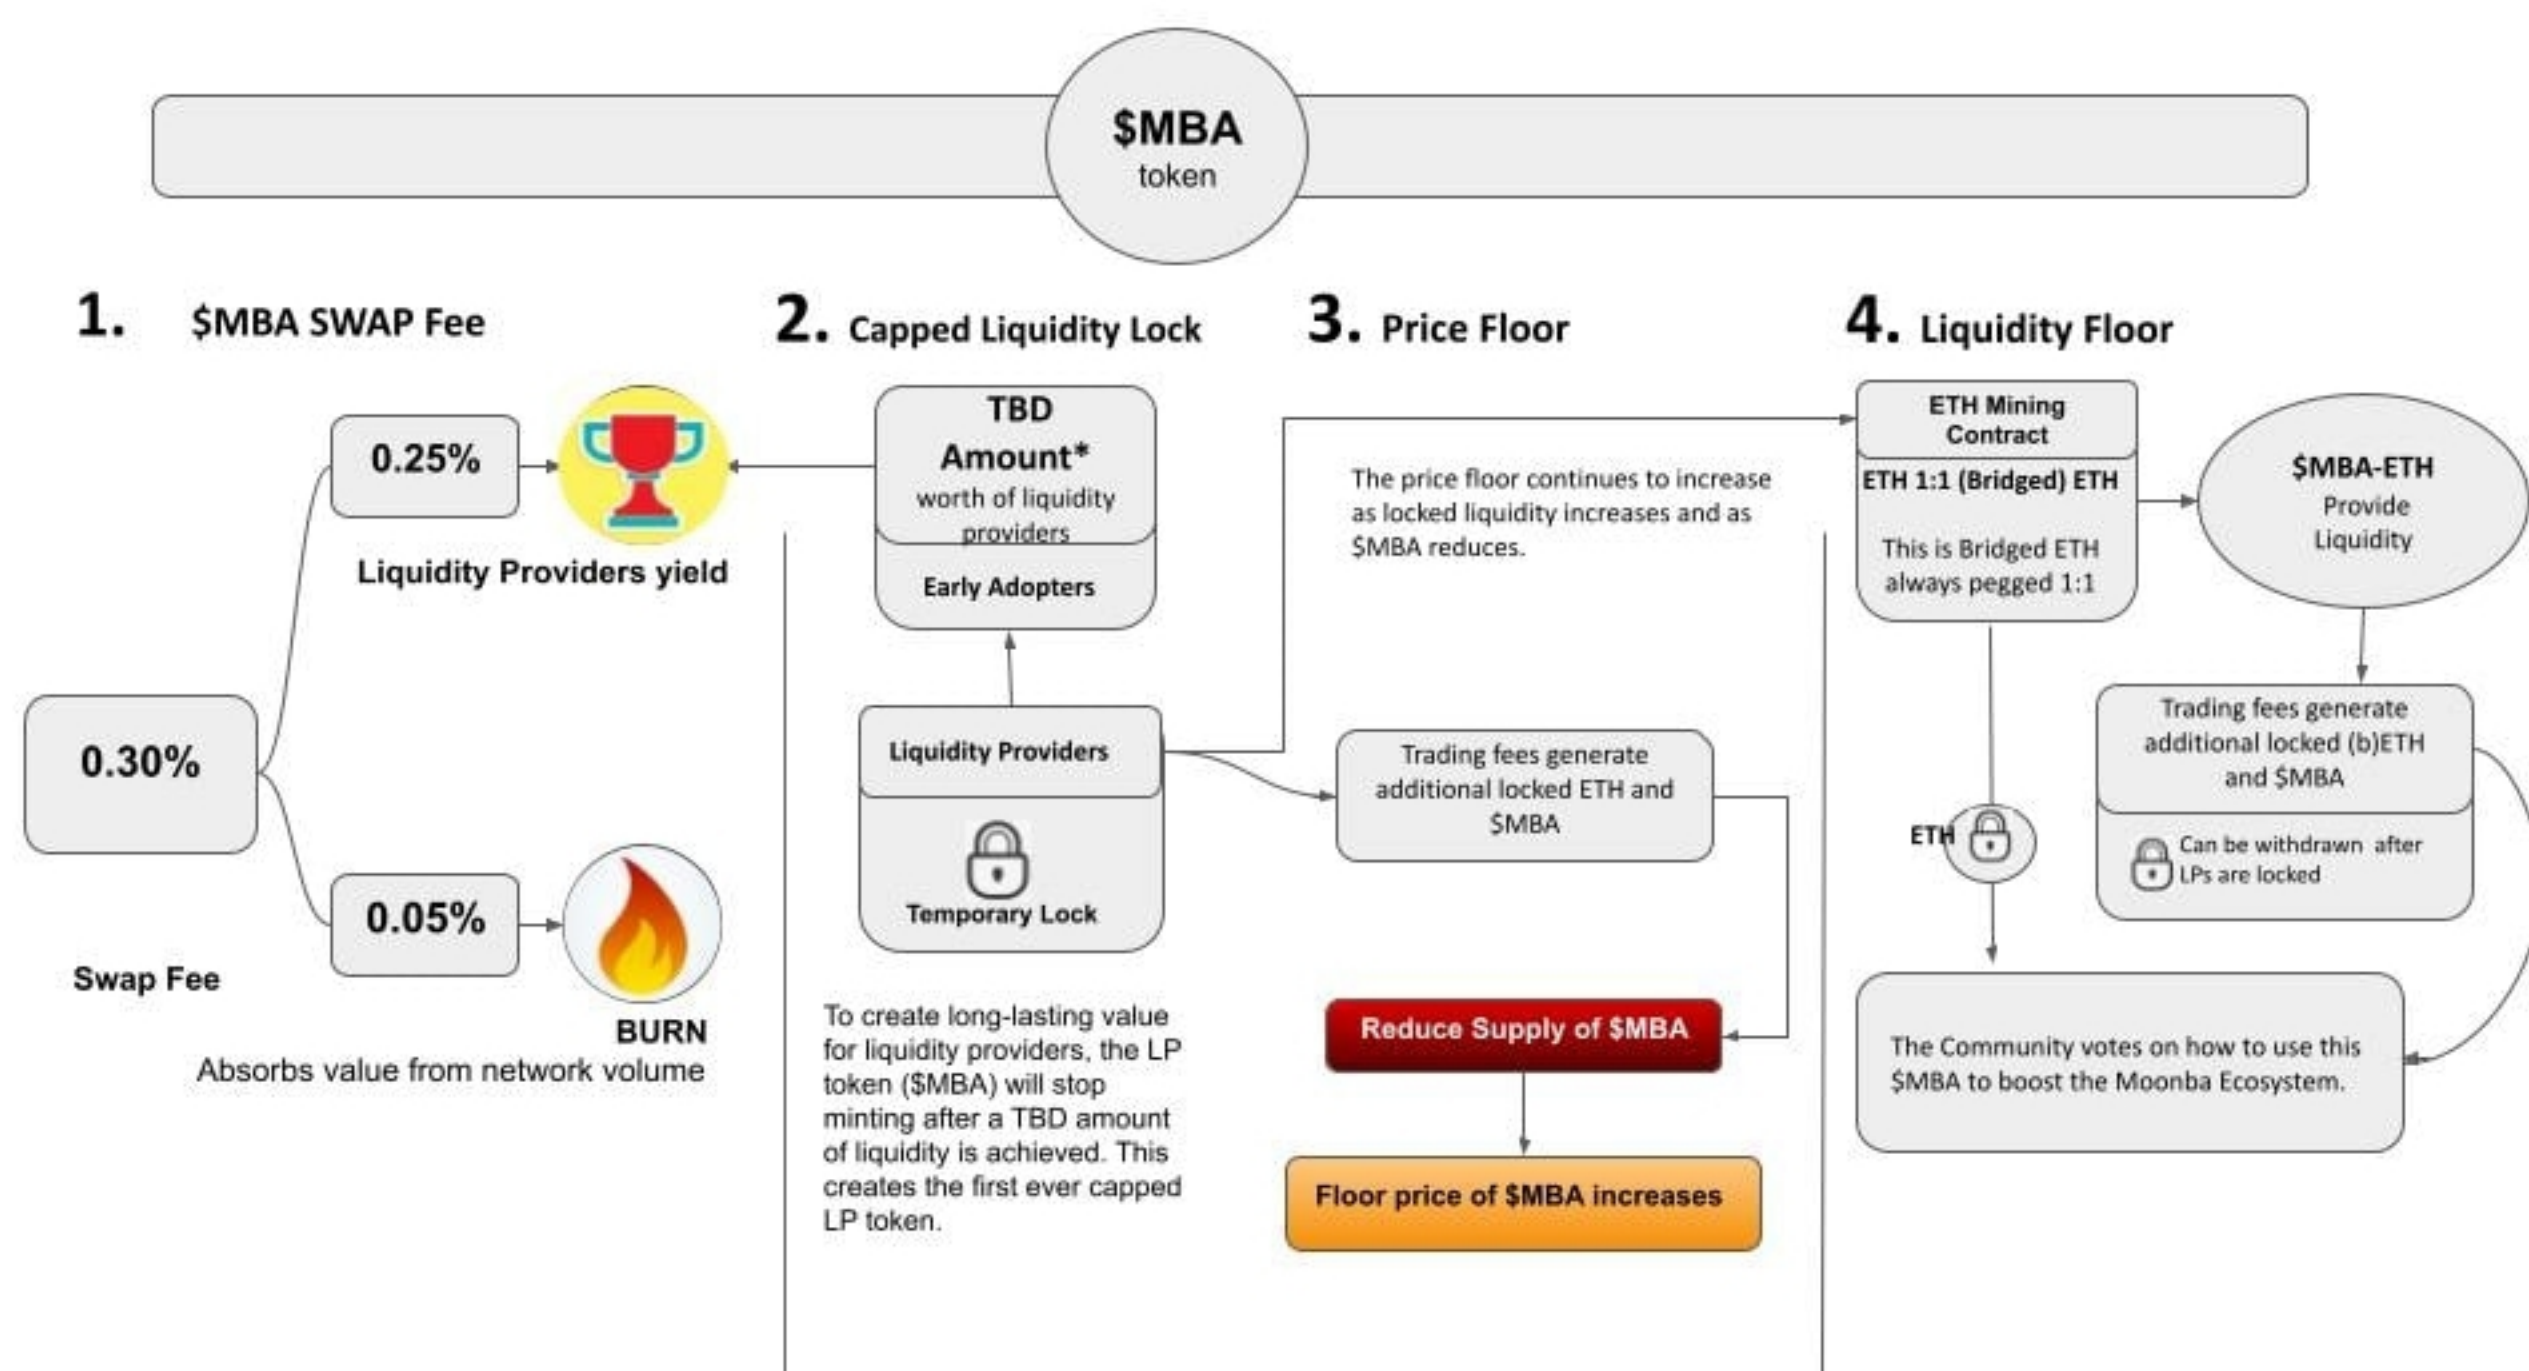 $MBA
token
1. $MBA SWAP Fee
0.25%
Liquidity Providers yield
0.30%
Swap Fee
0.05%
BURN
Absorbs value from network volume
2. Capped Liquidity Lock
TBD
Amount*
worth of liquidity
providers
Early Adopters
Liquidity Providers
Temporary Lock
To create long-lasting value
for liquidity providers, the LP
token ($MBA) will stop
minting after a TBD amount
of liquidity is achieved. This
creates the first ever capped
LP token.
3. Price Floor
The price floor continues to increase
as locked liquidity increases and as
$MBA reduces.
Trading fees generate
additional locked ETH and
$MBA
Reduce Supply of $MBA
Floor price of $MBA increases
4. Liquidity Floor
ETH Mining
Contract
ETH 1:1 (Bridged) ETH
This is Bridged ETH
always pegged 1:1
$MBA-ETH
Provide
Liquidity
Trading fees generate
additional locked (b)ETH
and $MBA
Can be withdrawn after
LPs are locked
ETH
The Community votes on how to use this
$MBA to boost the Moonba Ecosystem.